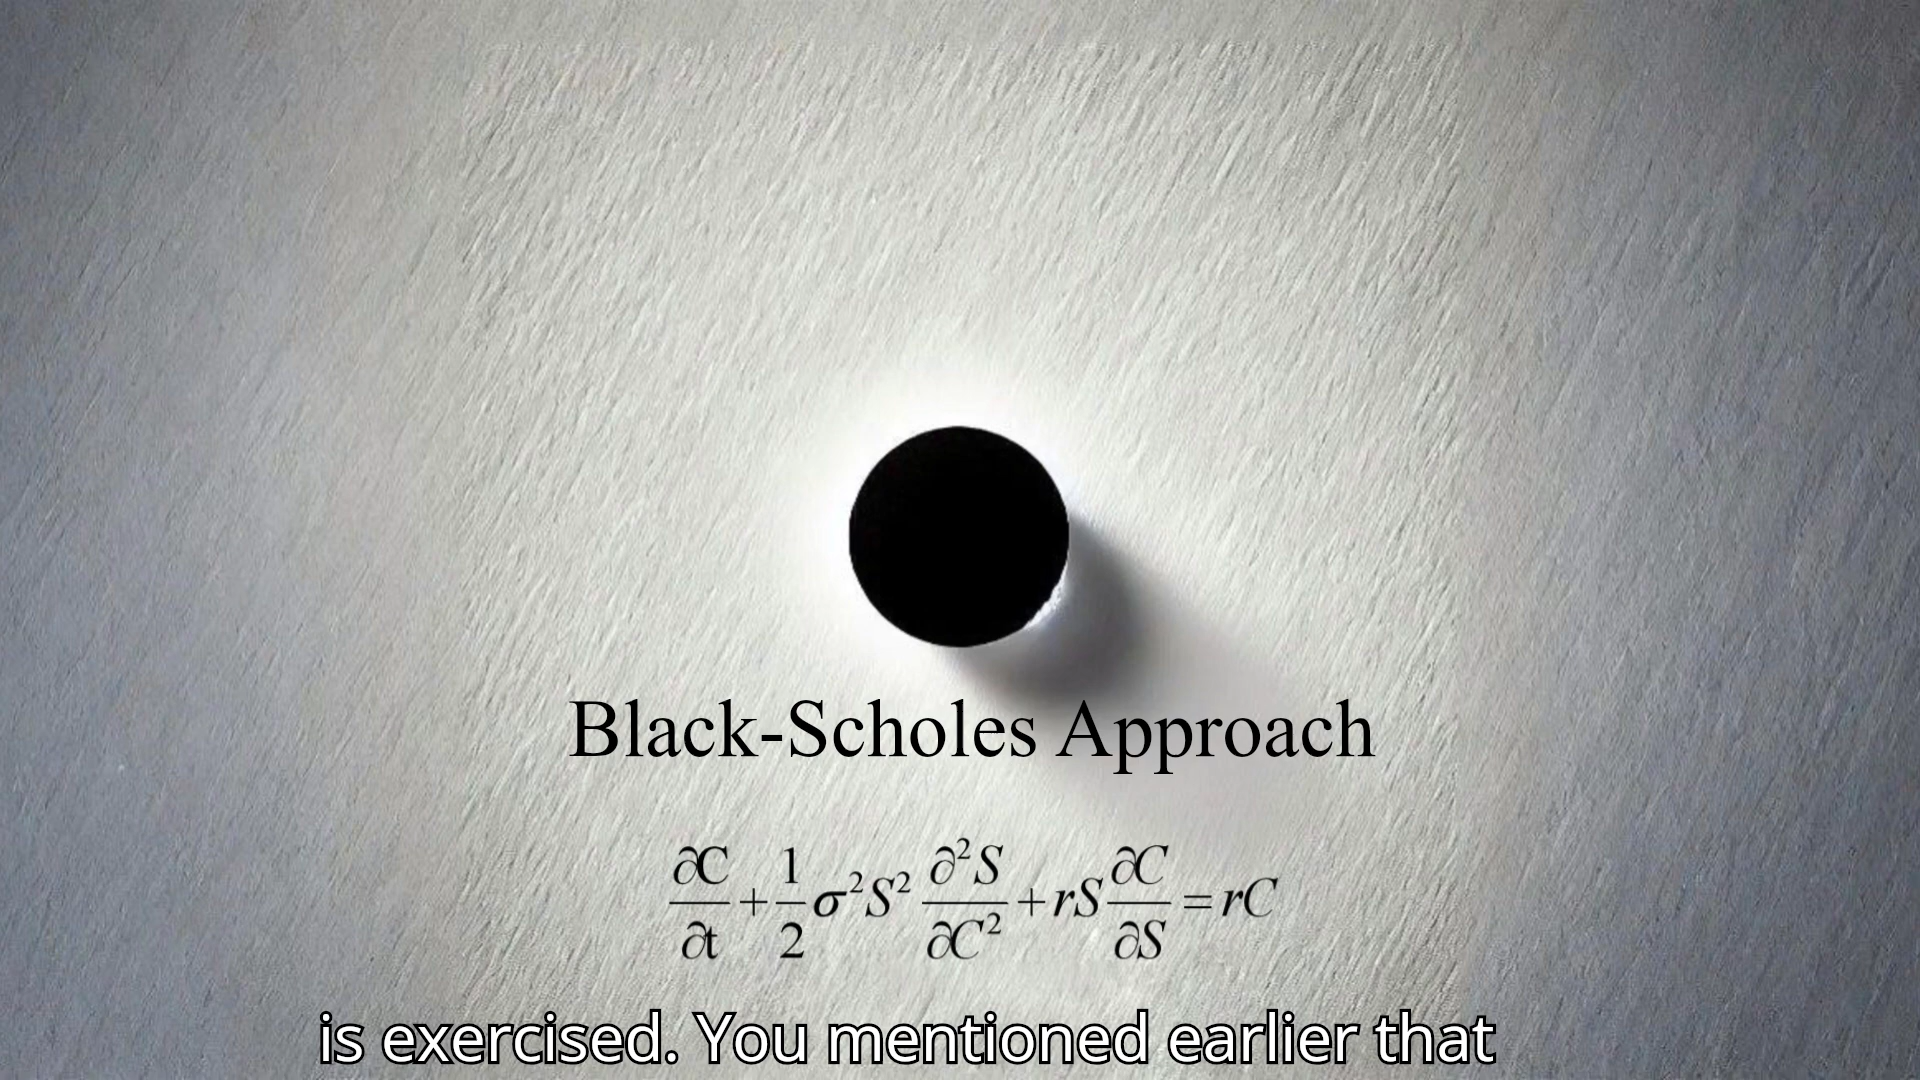 Black-Scholes Approach
∂C/∂t + 1/2 σ²S² ∂²S/∂C² + rS ∂C/∂S = rC
is exercised. You mentioned earlier that